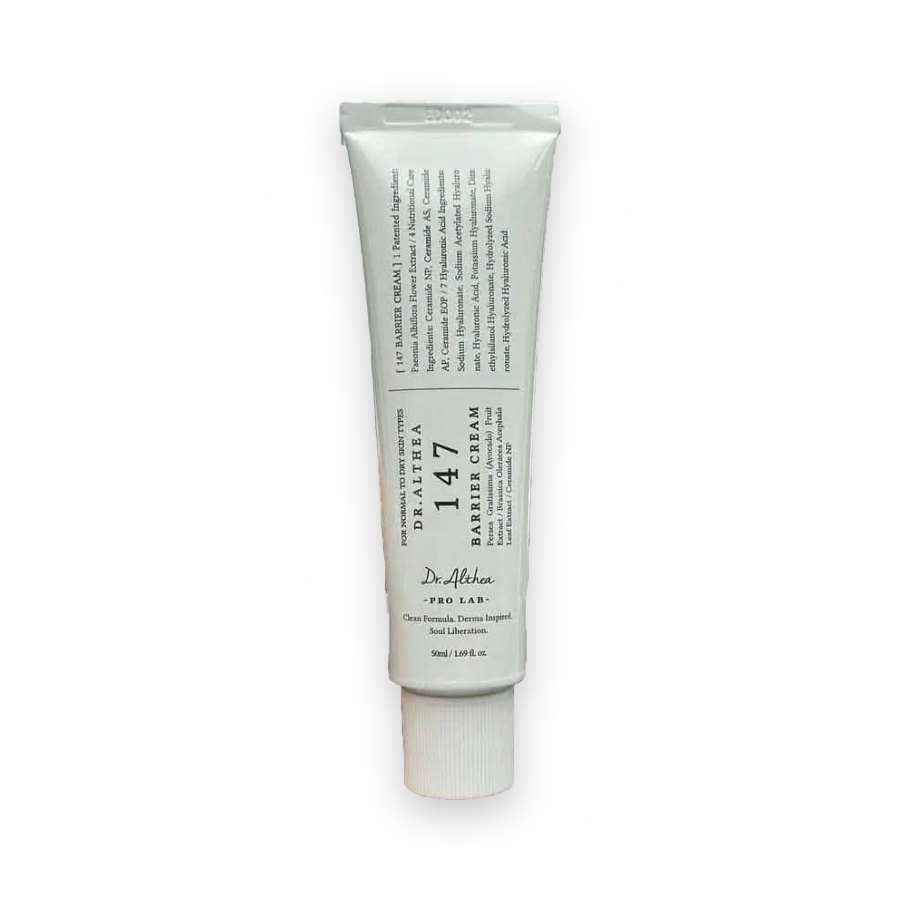 [ 147 BARRIER CREAM ] 1 Patented Ingredient:
Paeonia Albiflora Flower Extract / 4 Nutritional Care
Ingredients: Ceramide NP, Ceramide AS, Ceramide
AP, Ceramide EOP / 7 Hyaluronic Acid Ingredients:
Sodium Hyaluronate, Sodium Acetylated Hyaluro
nate, Hyaluronic Acid, Potassium Hyaluronate, Dim
ethylsilanol Hyaluronate, Hydrolyzed Sodium Hyalu
ronate, Hydrolyzed Hyaluronic Acid
FOR NORMAL TO DRY SKIN TYPES
DR.ALTHEA
147
BARRIER CREAM
Persea Gratissima (Avocado) Fruit
Extract / Brassica Oleracea Acephala
Leaf Extract / Ceramide NP
Dr.Althea
-PRO LAB-
Clean Formula. Derma Inspired.
Soul Liberation.
50ml / 1.69 fl. oz.